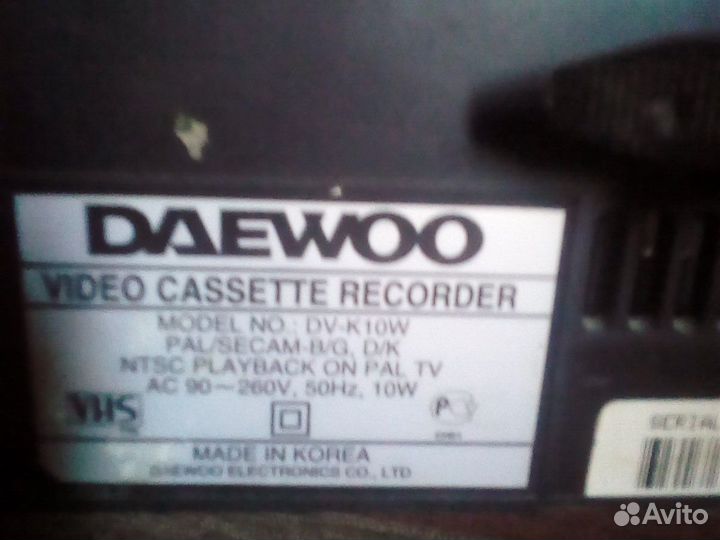 DAEWOO
VIDEO CASSETTE RECORDER
MODEL NO.: DV-K10W
PAL/SECAM-B/G, D/K
NTSC PLAYBACK ON PAL TV
AC 90~260V, 50Hz, 10W
VHS
MADE IN KOREA
DAEWOO ELECTRONICS CO., LTD
SERIAL
Avito